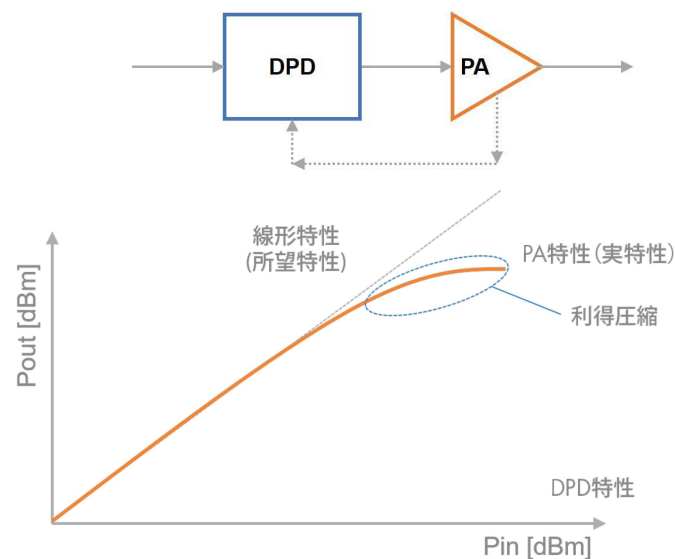 DPD
PA
線形特性
(所望特性)
PA特性(実特性)
利得圧縮
Pout [dBm]
DPD特性
Pin [dBm]